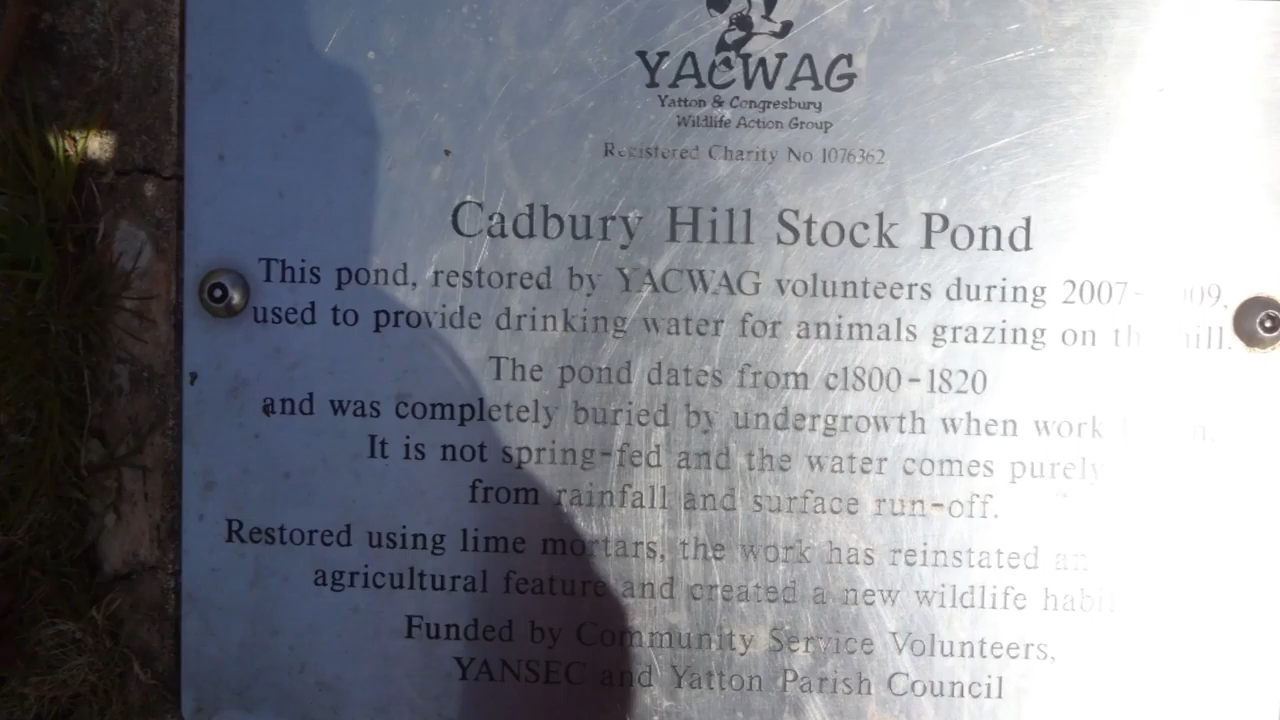 YACWAG
Yatton & Congresbury
Wildlife Action Group
Registered Charity No 1076362
Cadbury Hill Stock Pond
This pond, restored by YACWAG volunteers during 2007-
used to provide drinking water for animals grazing on
The pond dates from c1800-1820
and was completely buried by undergrowth when work
It is not spring-fed and the water comes purely
from rainfall and surface run-off.
Restored using lime mortars, the work has reinstated
agricultural feature and created a new wildlife
Funded by Community Service Volunteers,
YANSEC and Yatton Parish Council